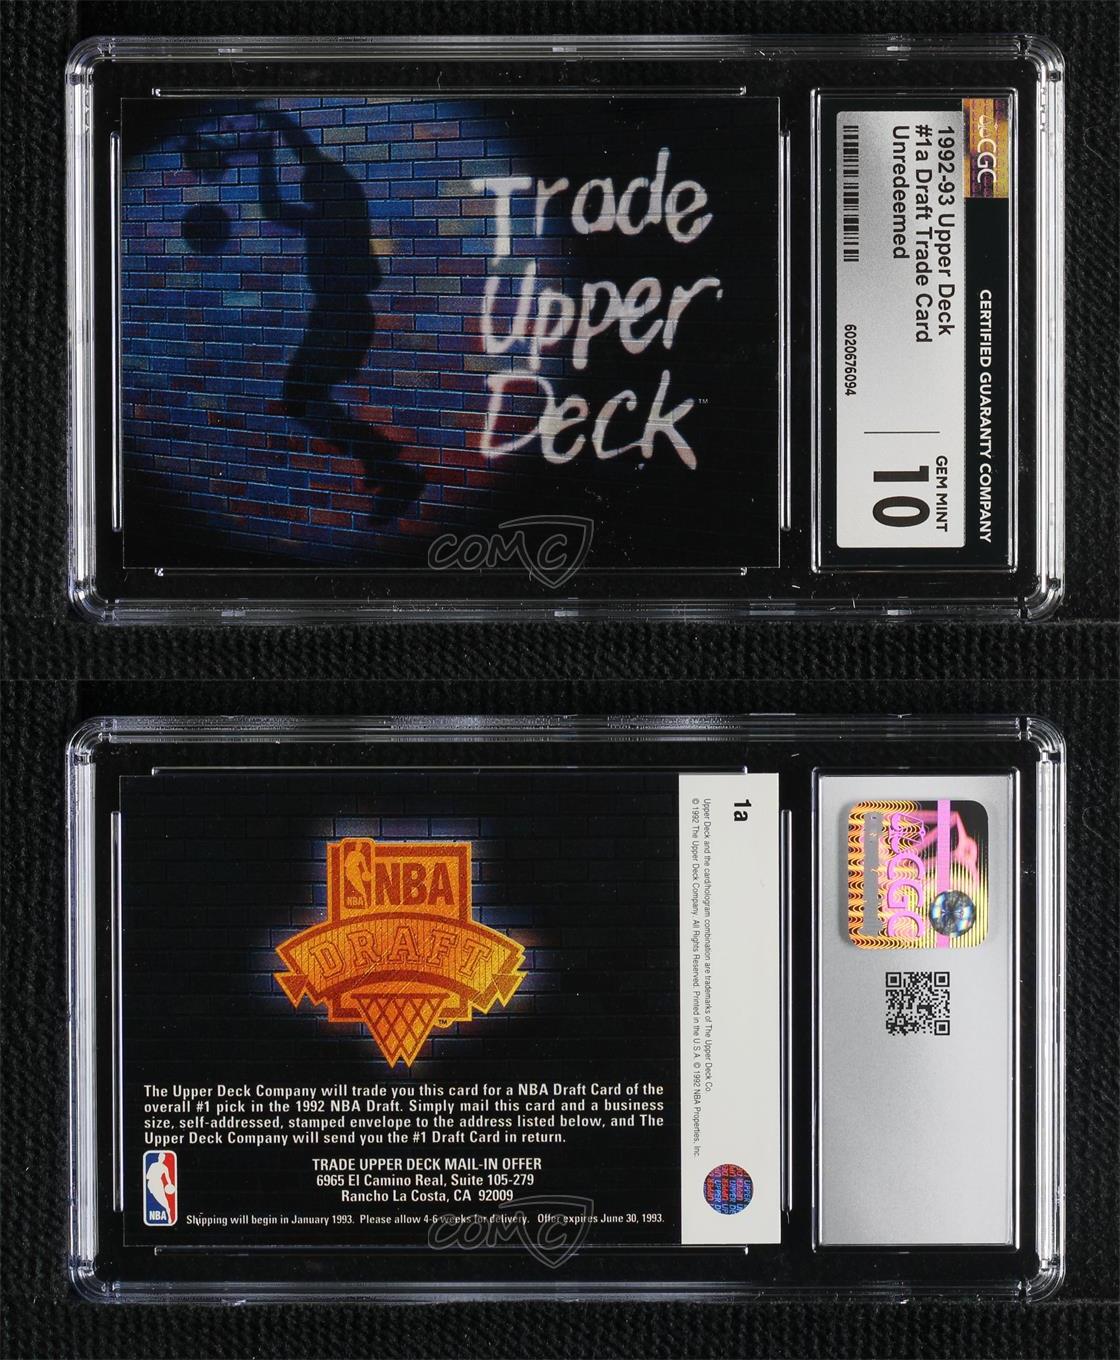 Trade
Upper
Deck™
CGC
CERTIFIED GUARANTY COMPANY
1992-93 Upper Deck
#1a Draft Trade Card
Unredeemed
6020676094
GEM MINT
10
COMC
NBA
NBA
DRAFT
™
The Upper Deck Company will trade you this card for a NBA Draft Card of the
overall #1 pick in the 1992 NBA Draft. Simply mail this card and a business
size, self-addressed, stamped envelope to the address listed below, and The
Upper Deck Company will send you the #1 Draft Card in return.
TRADE UPPER DECK MAIL-IN OFFER
6965 El Camino Real, Suite 105-279
Rancho La Costa, CA 92009
NBA
Shipping will begin in January 1993. Please allow 4-6 weeks for delivery. Offer expires June 30, 1993.
1a
Upper Deck and the card/hologram combination are trademarks of The Upper Deck Co.
© 1992 The Upper Deck Company. All Rights Reserved. Printed in the U.S.A. © 1992 NBA Properties, Inc.
CGC
COMC